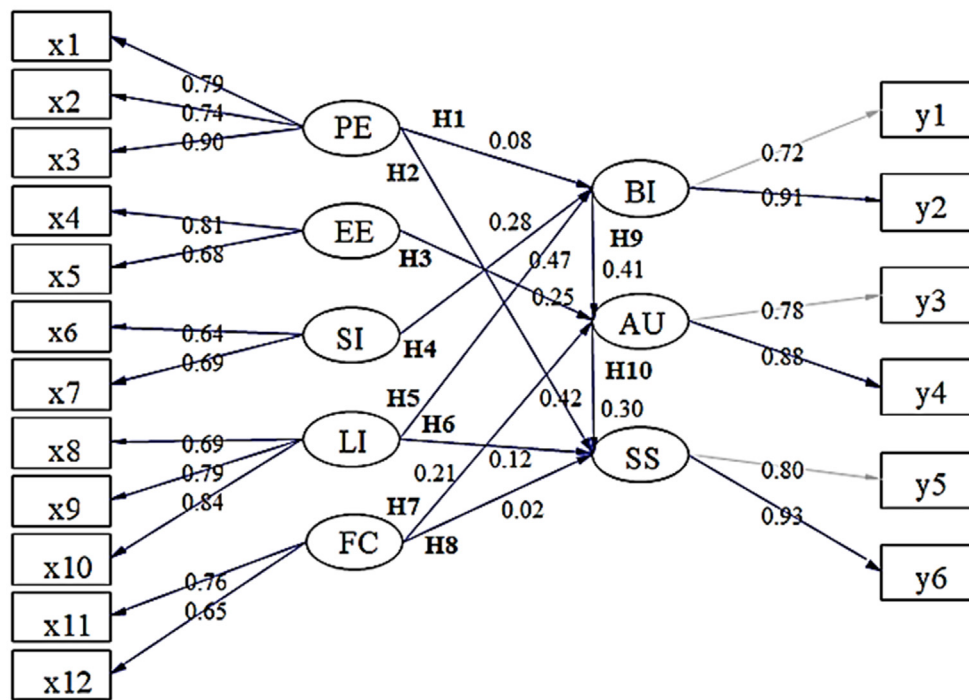 x1
x2
x3
x4
x5
x6
x7
x8
x9
x10
x11
x12
0.79
0.74
0.90
0.81
0.68
0.64
0.69
0.69
0.79
0.84
0.76
0.65
PE
EE
SI
LI
FC
H1
H2
H3
H4
H5
H6
H7
H8
0.08
0.28
0.47
0.25
0.42
0.12
0.21
0.02
BI
H9
0.41
AU
H10
0.30
SS
0.72
0.91
0.78
0.88
0.80
0.93
y1
y2
y3
y4
y5
y6